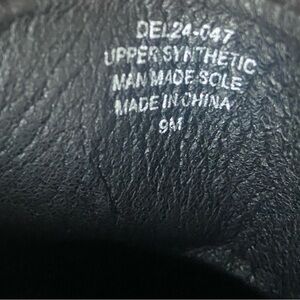 DEL24-047
UPPER SYNTHETIC
MAN MADE SOLE
MADE IN CHINA
9M